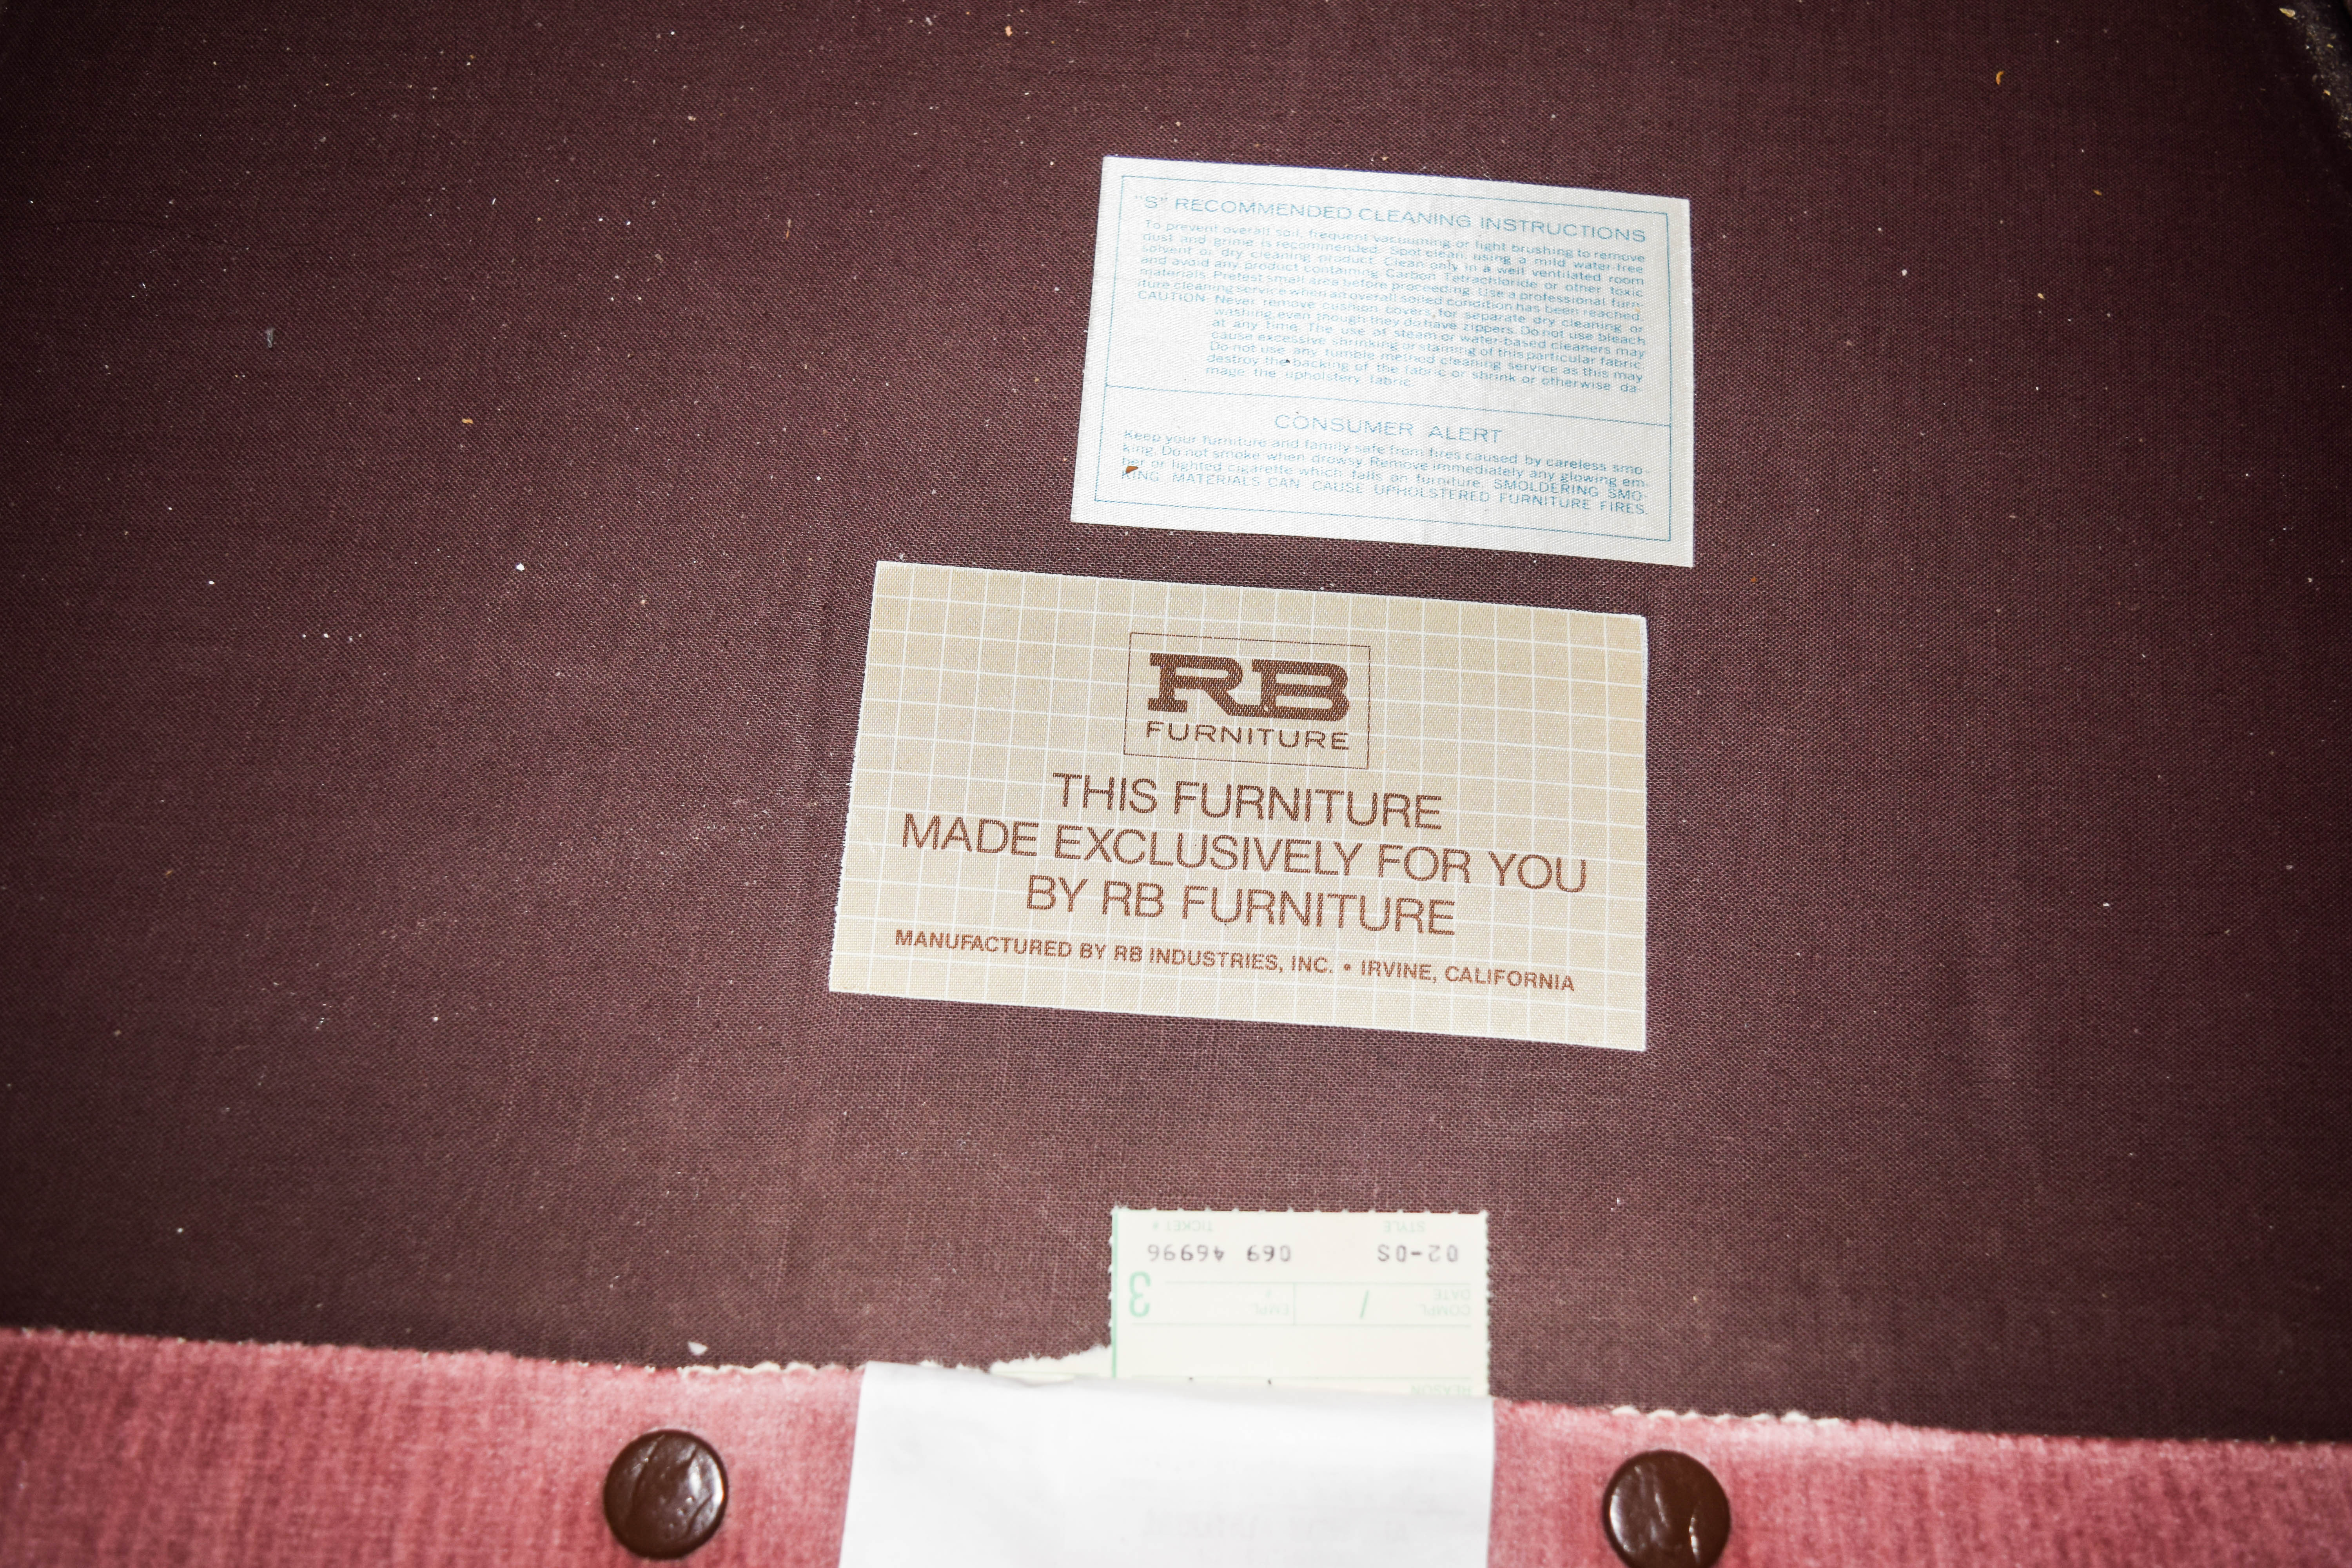 "S" RECOMMENDED CLEANING INSTRUCTIONS
To prevent overall soil, frequent vacuuming or light brushing to remove
dust and grime is recommended. Spot clean, using a mild water-free
solvent or dry cleaning product. Clean only in a well ventilated room
and avoid any product containing Carbon Tetrachloride or other toxic
materials. Pretest small area before proceeding. Use a professional furn-
iture cleaning service when an overall soiled condition has been reached.
CAUTION: Never remove cushion covers for separate dry cleaning or
washing even though they do have zippers. Do not use bleach
at any time. The use of steam or water-based cleaners may
cause excessive shrinking or staining of this particular fabric.
Do not use any tumble method cleaning service as this may
destroy the backing of the fabric or shrink or otherwise da-
mage the upholstery fabric.
CONSUMER ALERT
Keep your furniture and family safe from fires caused by careless smo-
king. Do not smoke when drowsy. Remove immediately any glowing em-
ber or lighted cigarette which falls on furniture. SMOLDERING SMO-
KING MATERIALS CAN CAUSE UPHOLSTERED FURNITURE FIRES.
RB
FURNITURE
THIS FURNITURE
MADE EXCLUSIVELY FOR YOU
BY RB FURNITURE
MANUFACTURED BY RB INDUSTRIES, INC. • IRVINE, CALIFORNIA
REASON
COMPL. DATE / EMPL. # 3
02-0S 069 46996
STYLE TICKET #